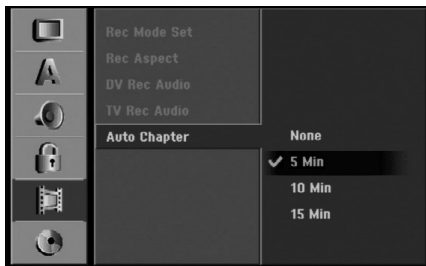 Rec Mode Set
Rec Aspect
DV Rec Audio
TV Rec Audio
Auto Chapter
None
5 Min
10 Min
15 Min